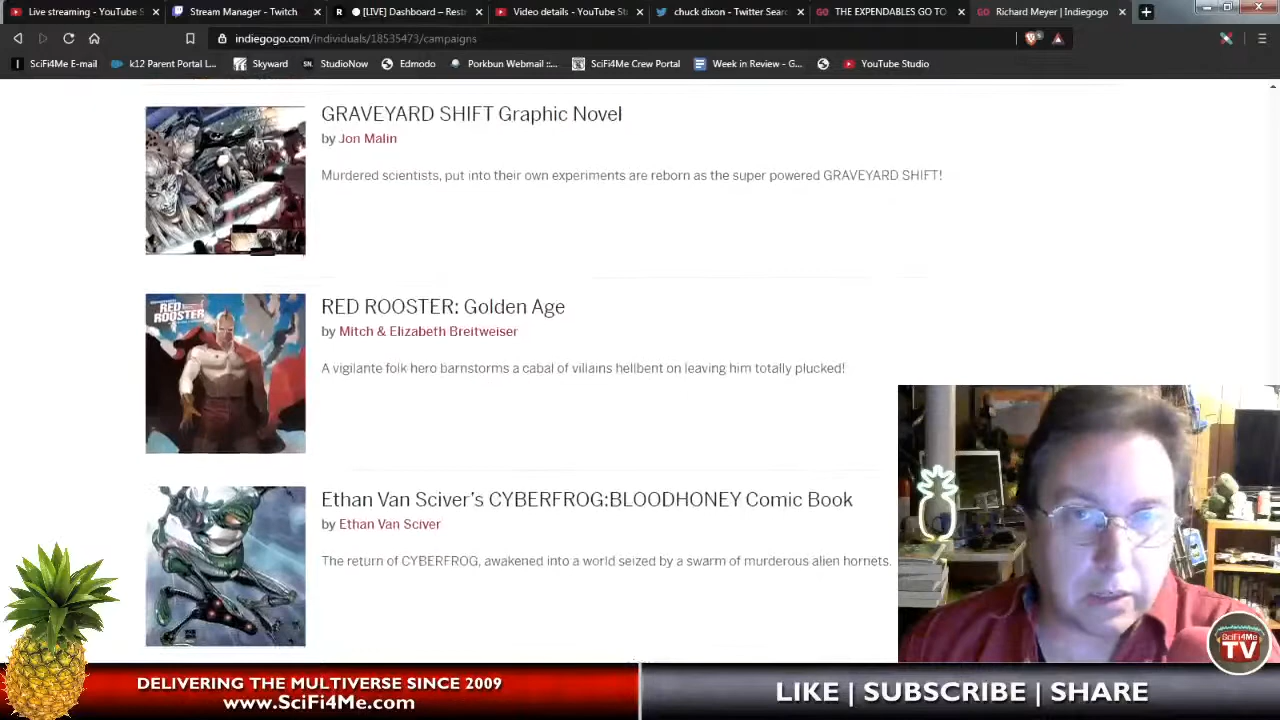 Live streaming - YouTube S
Stream Manager - Twitch
[LIVE] Dashboard – Rest
Video details - YouTube St
chuck dixon - Twitter Sear
THE EXPENDABLES GO TO
Richard Meyer | Indiegogo
indiegogo.com/individuals/18535473/campaigns
SciFi4Me E-mail
k12 Parent Portal L...
Skyward
StudioNow
Edmodo
Porkbun Webmail ::...
SciFi4Me Crew Portal
Week in Review - G...
YouTube Studio
GRAVEYARD SHIFT Graphic Novel
by Jon Malin
Murdered scientists, put into their own experiments are reborn as the super powered GRAVEYARD SHIFT!
RED ROOSTER
RED ROOSTER: Golden Age
by Mitch & Elizabeth Breitweiser
A vigilante folk hero barnstorms a cabal of villains hellbent on leaving him totally plucked!
Ethan Van Sciver's CYBERFROG:BLOODHONEY Comic Book
by Ethan Van Sciver
The return of CYBERFROG, awakened into a world seized by a swarm of murderous alien hornets.
SciFi4Me
TV
DELIVERING THE MULTIVERSE SINCE 2009
www.SciFi4Me.com
LIKE | SUBSCRIBE | SHARE